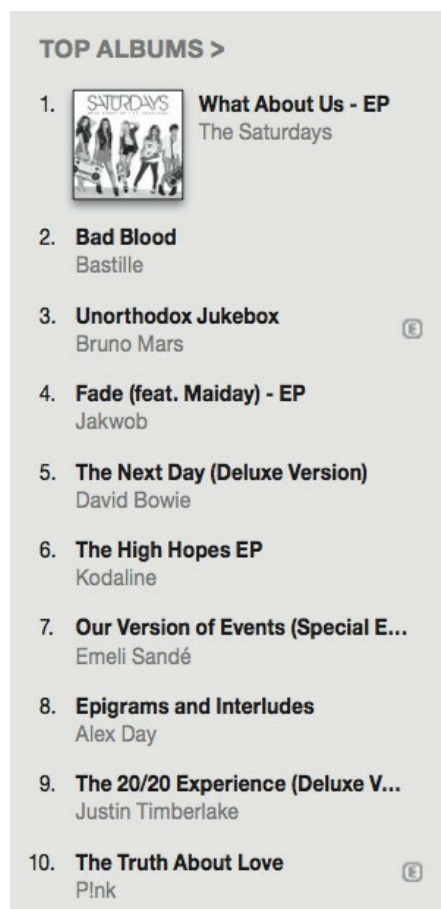 TOP ALBUMS >
1.
SATURDAYS
What About Us - EP
The Saturdays
2. Bad Blood
Bastille
3. Unorthodox Jukebox
E
Bruno Mars
4. Fade (feat. Maiday) - EP
Jakwob
5. The Next Day (Deluxe Version)
David Bowie
6. The High Hopes EP
Kodaline
7. Our Version of Events (Special E...
Emeli Sandé
8. Epigrams and Interludes
Alex Day
9. The 20/20 Experience (Deluxe V...
Justin Timberlake
10. The Truth About Love
E
P!nk